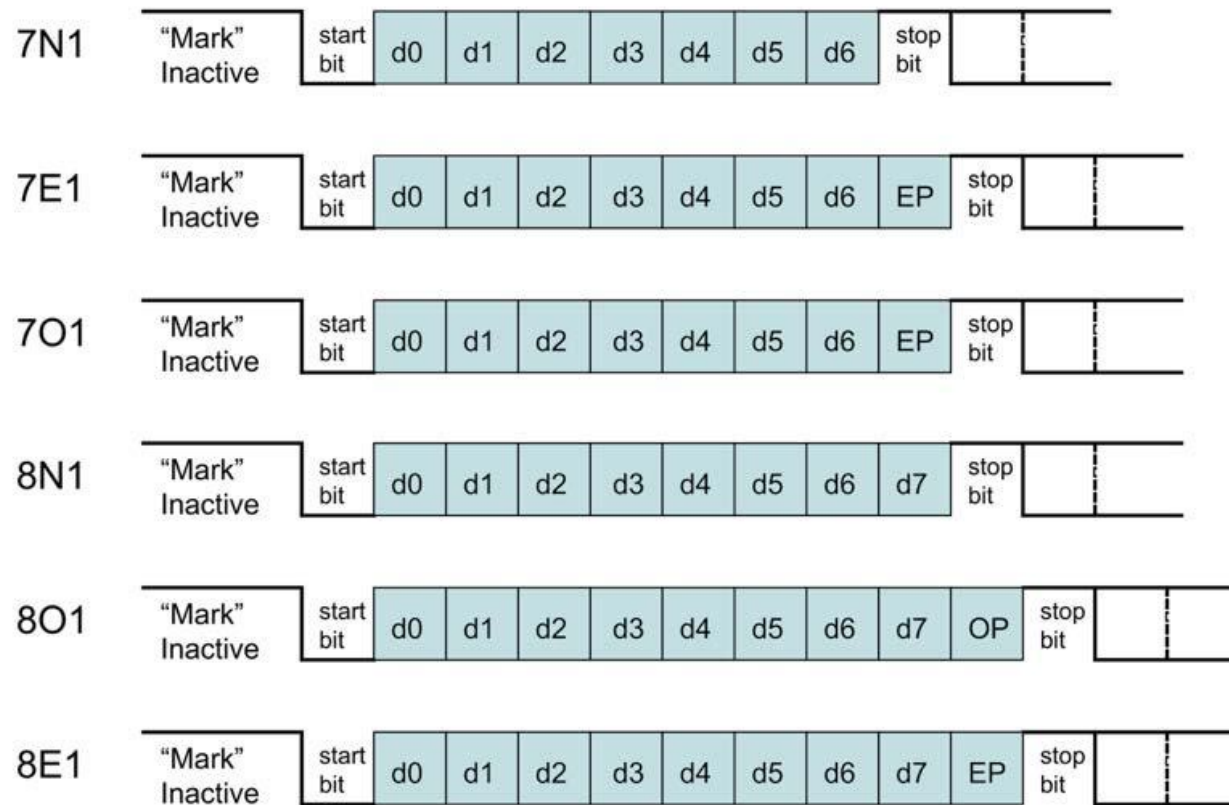 7N1 “Mark” Inactive start bit d0 d1 d2 d3 d4 d5 d6 stop bit
7E1 “Mark” Inactive start bit d0 d1 d2 d3 d4 d5 d6 EP stop bit
7O1 “Mark” Inactive start bit d0 d1 d2 d3 d4 d5 d6 EP stop bit
8N1 “Mark” Inactive start bit d0 d1 d2 d3 d4 d5 d6 d7 stop bit
8O1 “Mark” Inactive start bit d0 d1 d2 d3 d4 d5 d6 d7 OP stop bit
8E1 “Mark” Inactive start bit d0 d1 d2 d3 d4 d5 d6 d7 EP stop bit